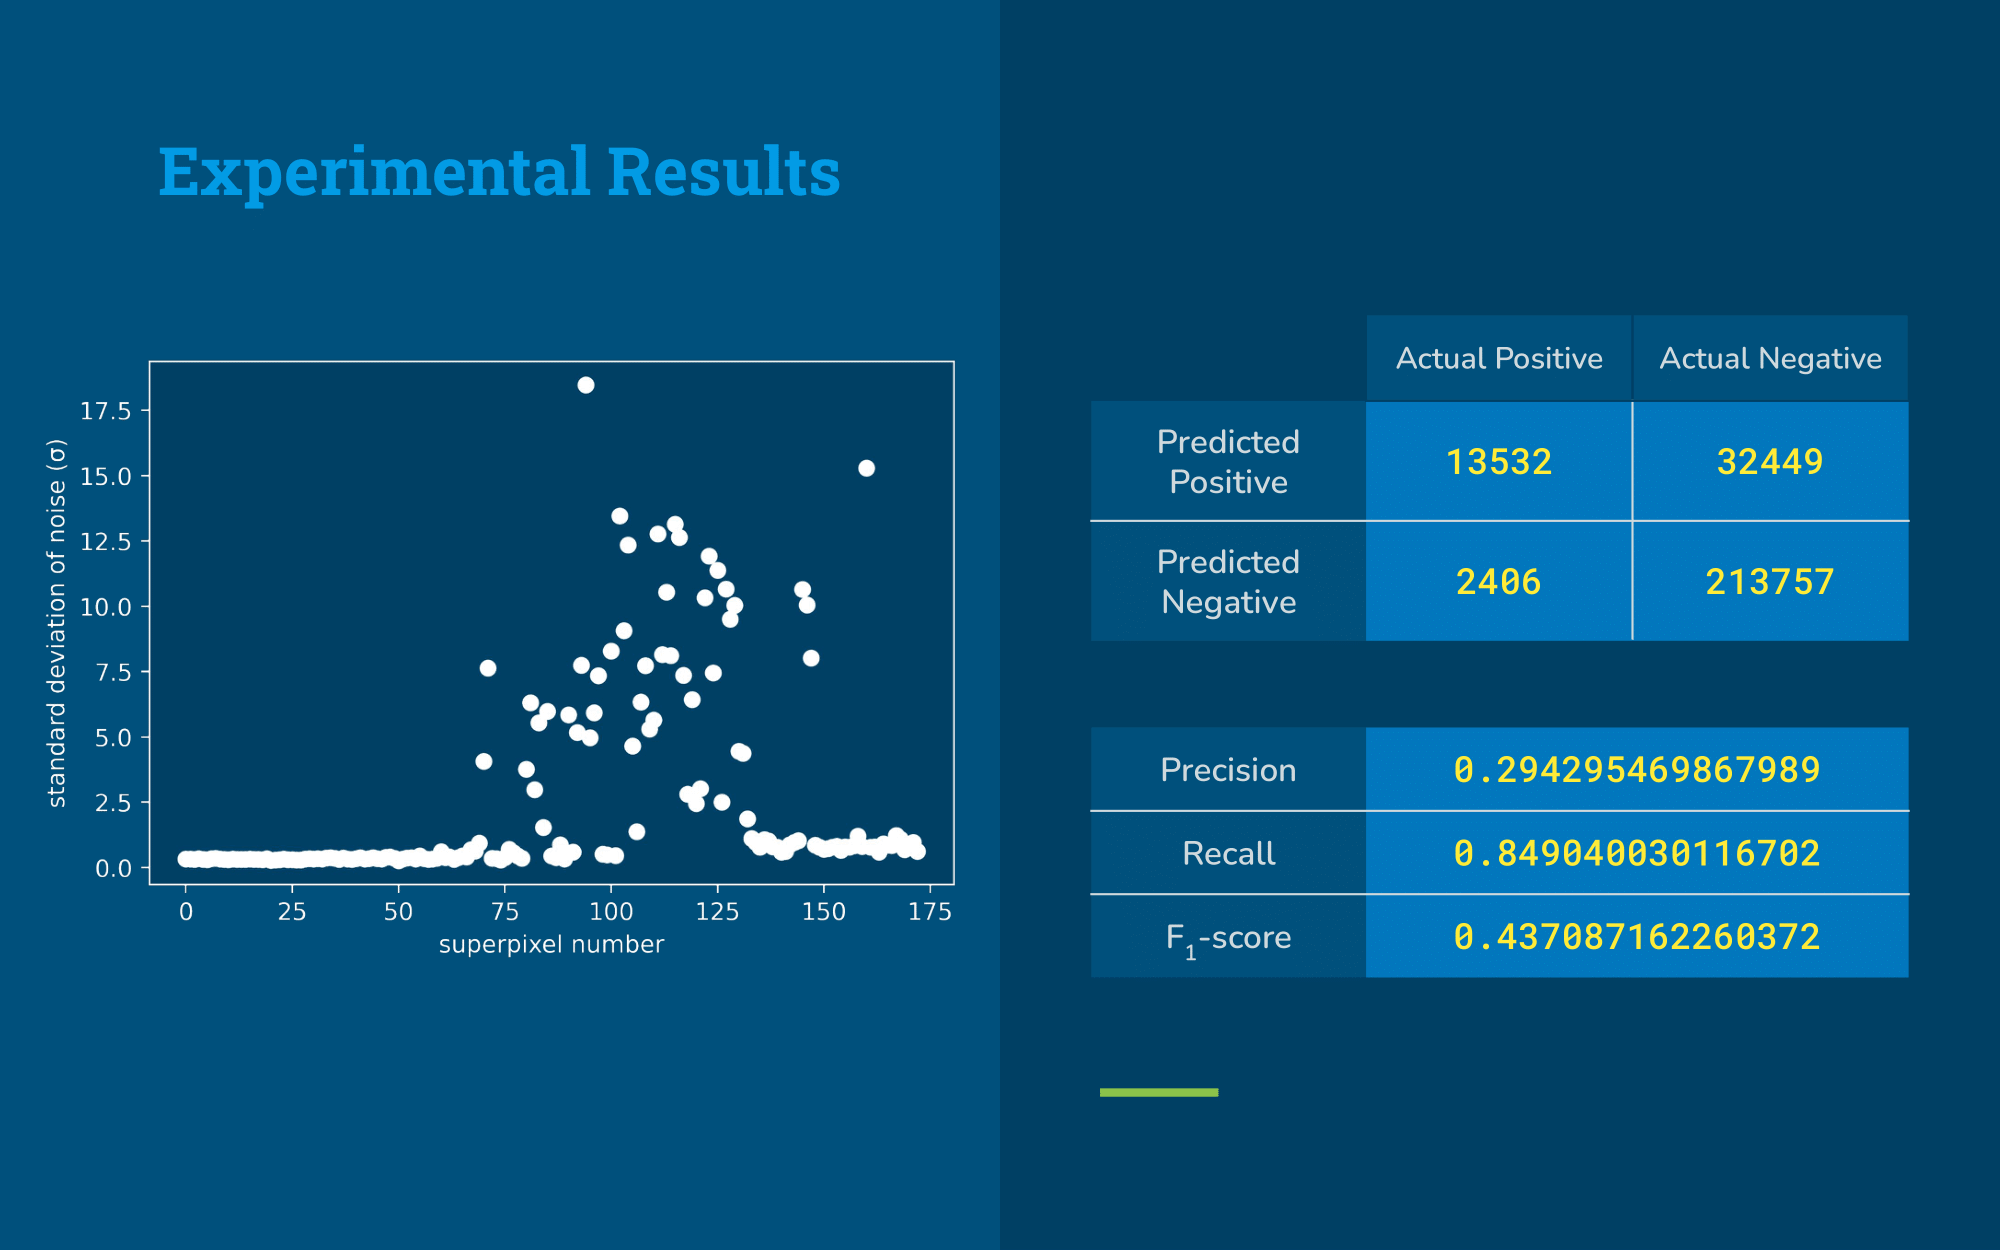 Experimental Results
standard deviation of noise (σ)
17.5
15.0
12.5
10.0
7.5
5.0
2.5
0.0
0 25 50 75 100 125 150 175
superpixel number
Actual Positive Actual Negative
Predicted
Positive
13532 32449
Predicted
Negative
2406 213757
Precision 0.294295469867989
Recall 0.849040030116702
F1-score 0.437087162260372